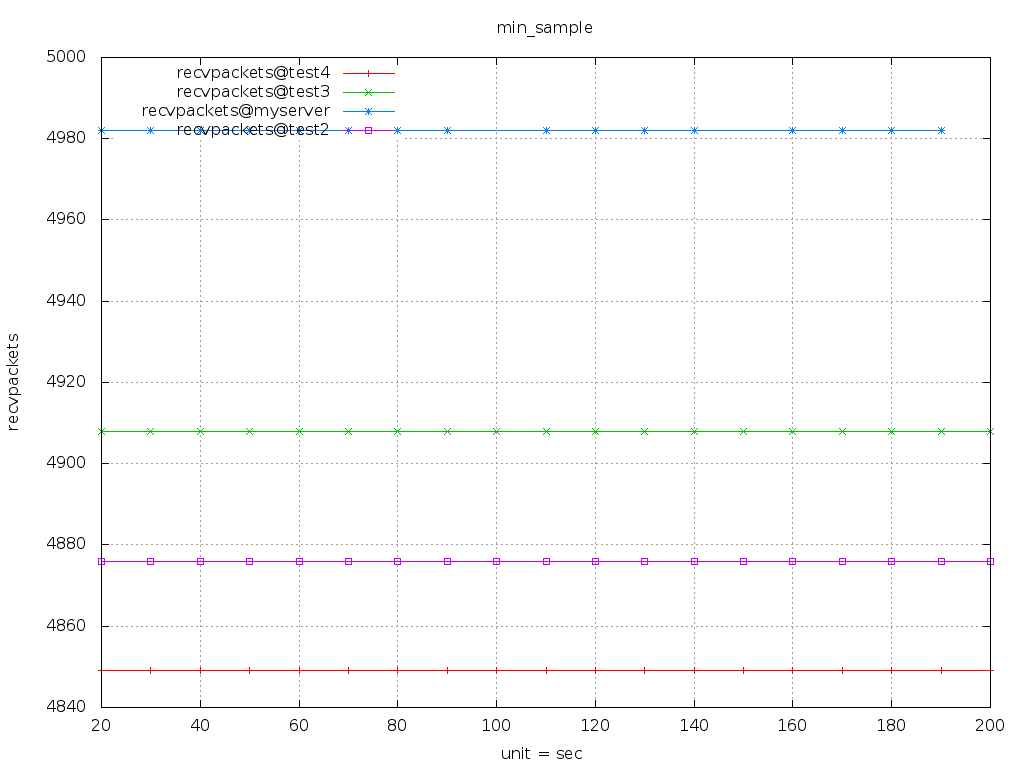 min_sample
5000
4980
4960
4940
4920
4900
4880
4860
4840
recvpackets@test4
recvpackets@test3
recvpackets@myserver
recvpackets@test2
recvpackets
20 40 60 80 100 120 140 160 180 200
unit = sec